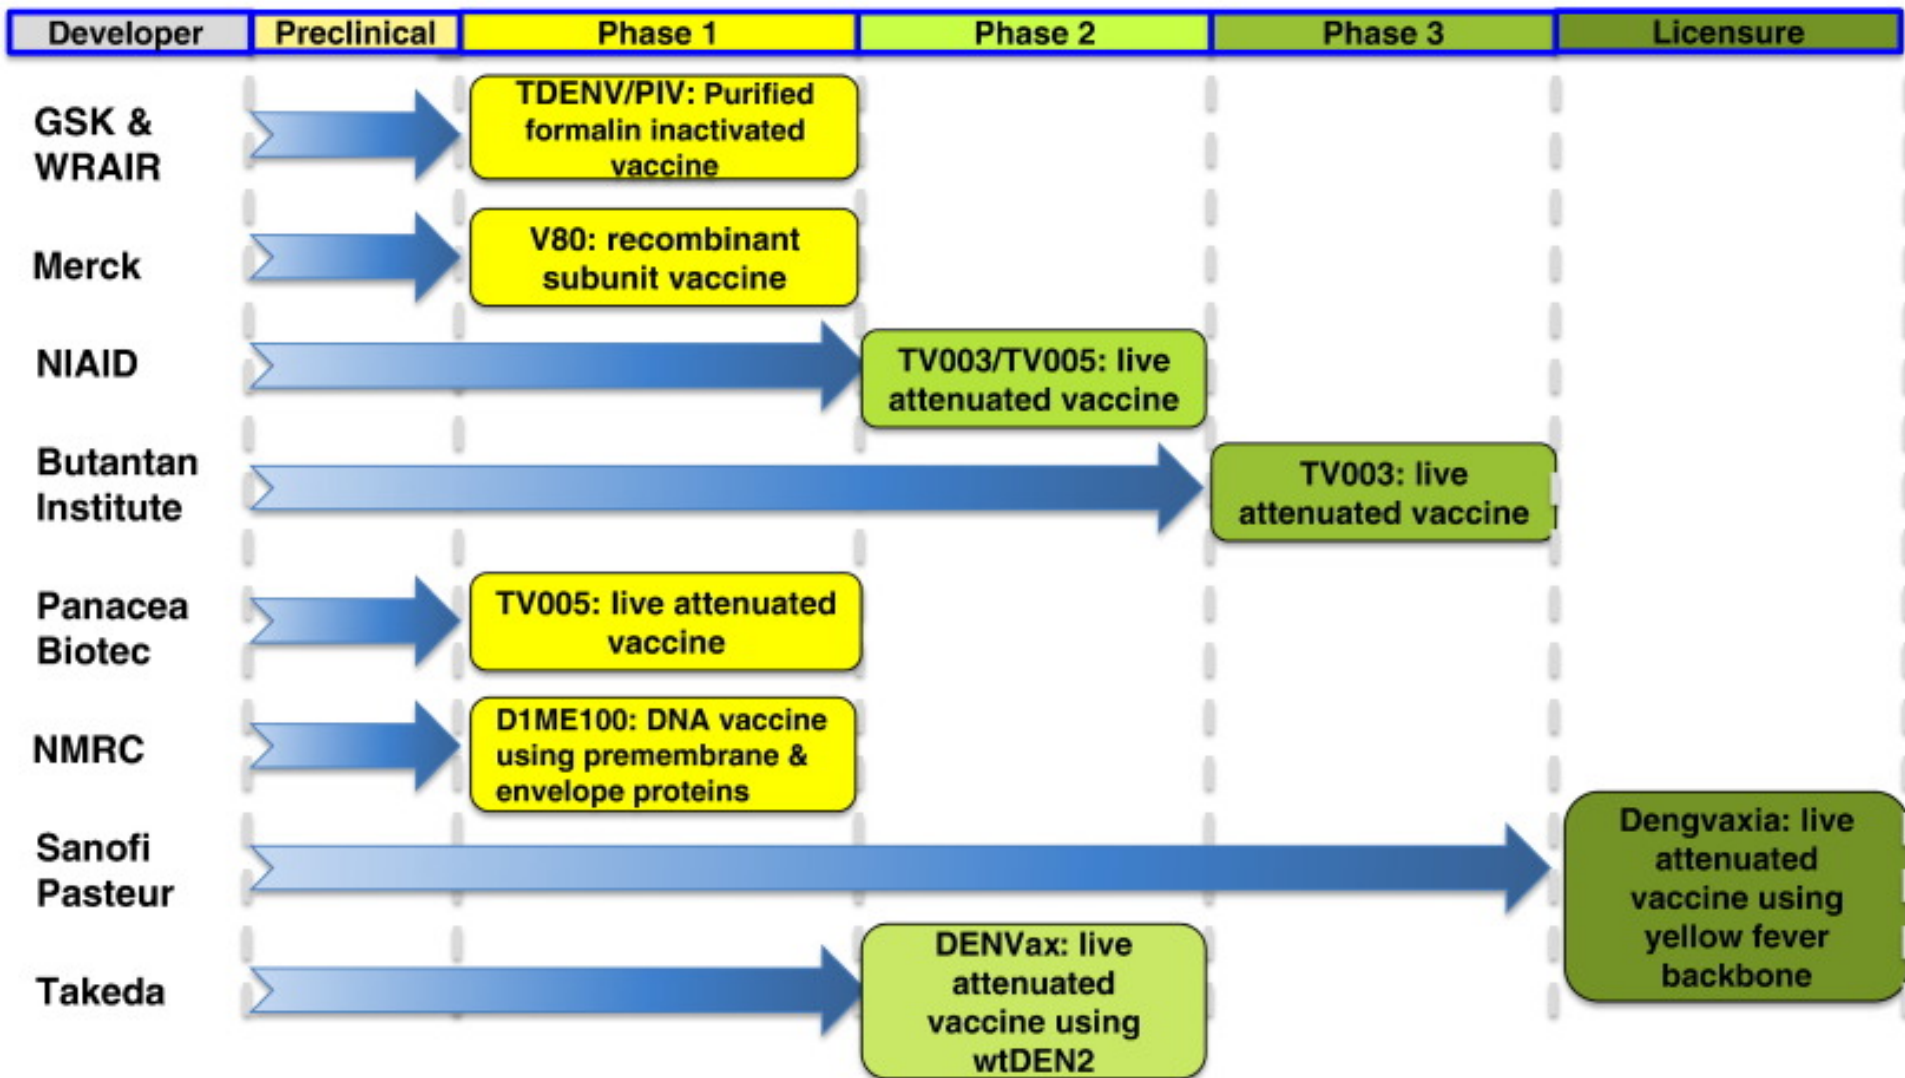 Developer Preclinical Phase 1 Phase 2 Phase 3 Licensure
GSK &
WRAIR
TDENV/PIV: Purified
formalin inactivated
vaccine
Merck
V80: recombinant
subunit vaccine
NIAID
TV003/TV005: live
attenuated vaccine
Butantan
Institute
TV003: live
attenuated vaccine
Panacea
Biotec
TV005: live attenuated
vaccine
NMRC
D1ME100: DNA vaccine
using premembrane &
envelope proteins
Sanofi
Pasteur
Dengvaxia: live
attenuated
vaccine using
yellow fever
backbone
Takeda
DENVax: live
attenuated
vaccine using
wtDEN2